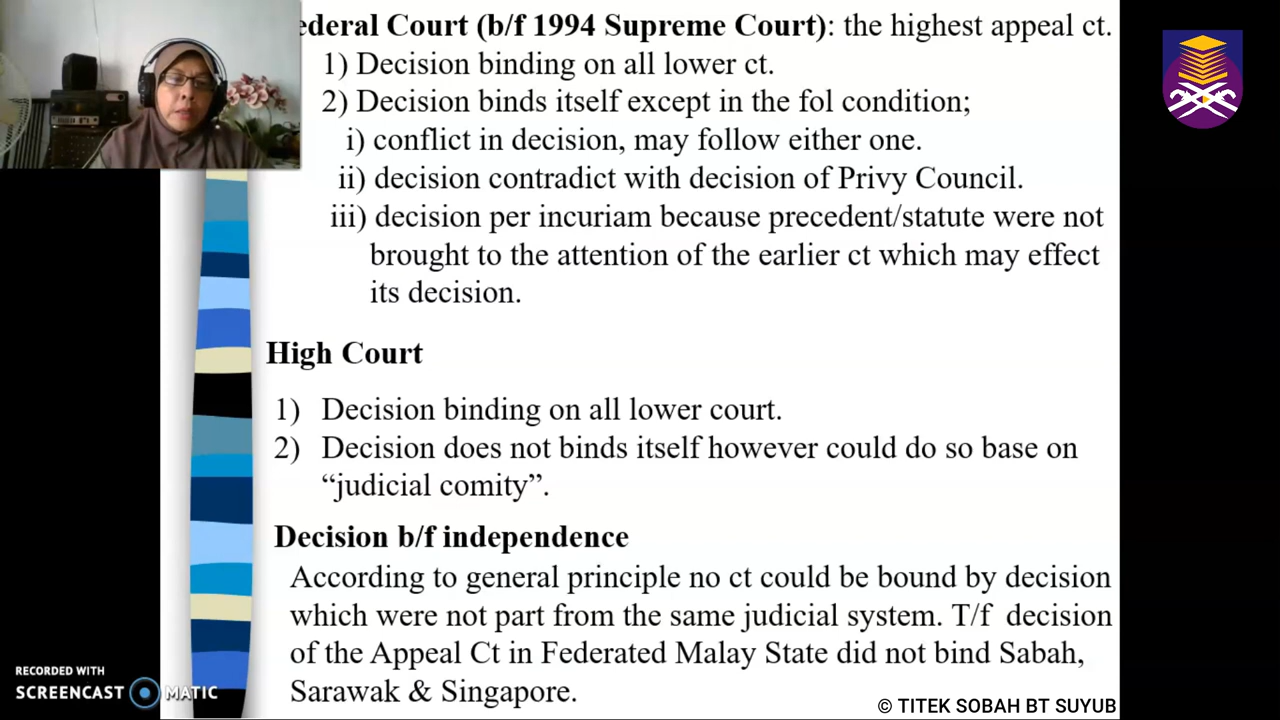 ederal Court (b/f 1994 Supreme Court): the highest appeal ct.
1) Decision binding on all lower ct.
2) Decision binds itself except in the fol condition;
i) conflict in decision, may follow either one.
ii) decision contradict with decision of Privy Council.
iii) decision per incuriam because precedent/statute were not
brought to the attention of the earlier ct which may effect
its decision.
High Court
1) Decision binding on all lower court.
2) Decision does not binds itself however could do so base on
“judicial comity”.
Decision b/f independence
According to general principle no ct could be bound by decision
which were not part from the same judicial system. T/f decision
of the Appeal Ct in Federated Malay State did not bind Sabah,
Sarawak & Singapore.
RECORDED WITH
SCREENCAST MATIC
© TITEK SOBAH BT SUYUB